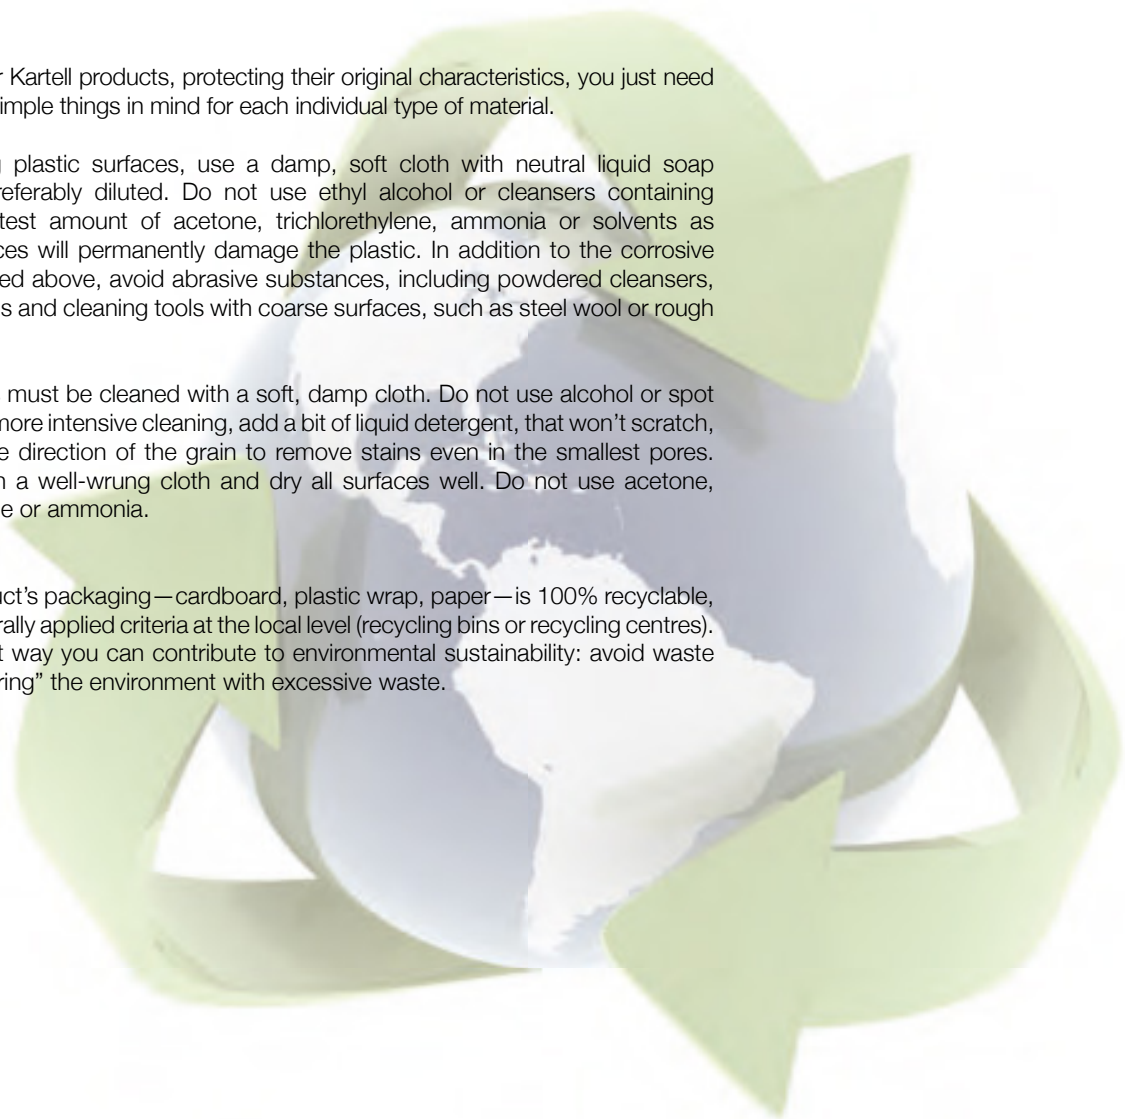 Kartell products, protecting their original characteristics, you just need
imple things in mind for each individual type of material.
plastic surfaces, use a damp, soft cloth with neutral liquid soap
referably diluted. Do not use ethyl alcohol or cleansers containing
test amount of acetone, trichlorethylene, ammonia or solvents as
ces will permanently damage the plastic. In addition to the corrosive
ed above, avoid abrasive substances, including powdered cleansers,
s and cleaning tools with coarse surfaces, such as steel wool or rough
must be cleaned with a soft, damp cloth. Do not use alcohol or spot
more intensive cleaning, add a bit of liquid detergent, that won’t scratch,
e direction of the grain to remove stains even in the smallest pores.
a well-wrung cloth and dry all surfaces well. Do not use acetone,
e or ammonia.
uct’s packaging—cardboard, plastic wrap, paper—is 100% recyclable,
rally applied criteria at the local level (recycling bins or recycling centres).
t way you can contribute to environmental sustainability: avoid waste
ring” the environment with excessive waste.